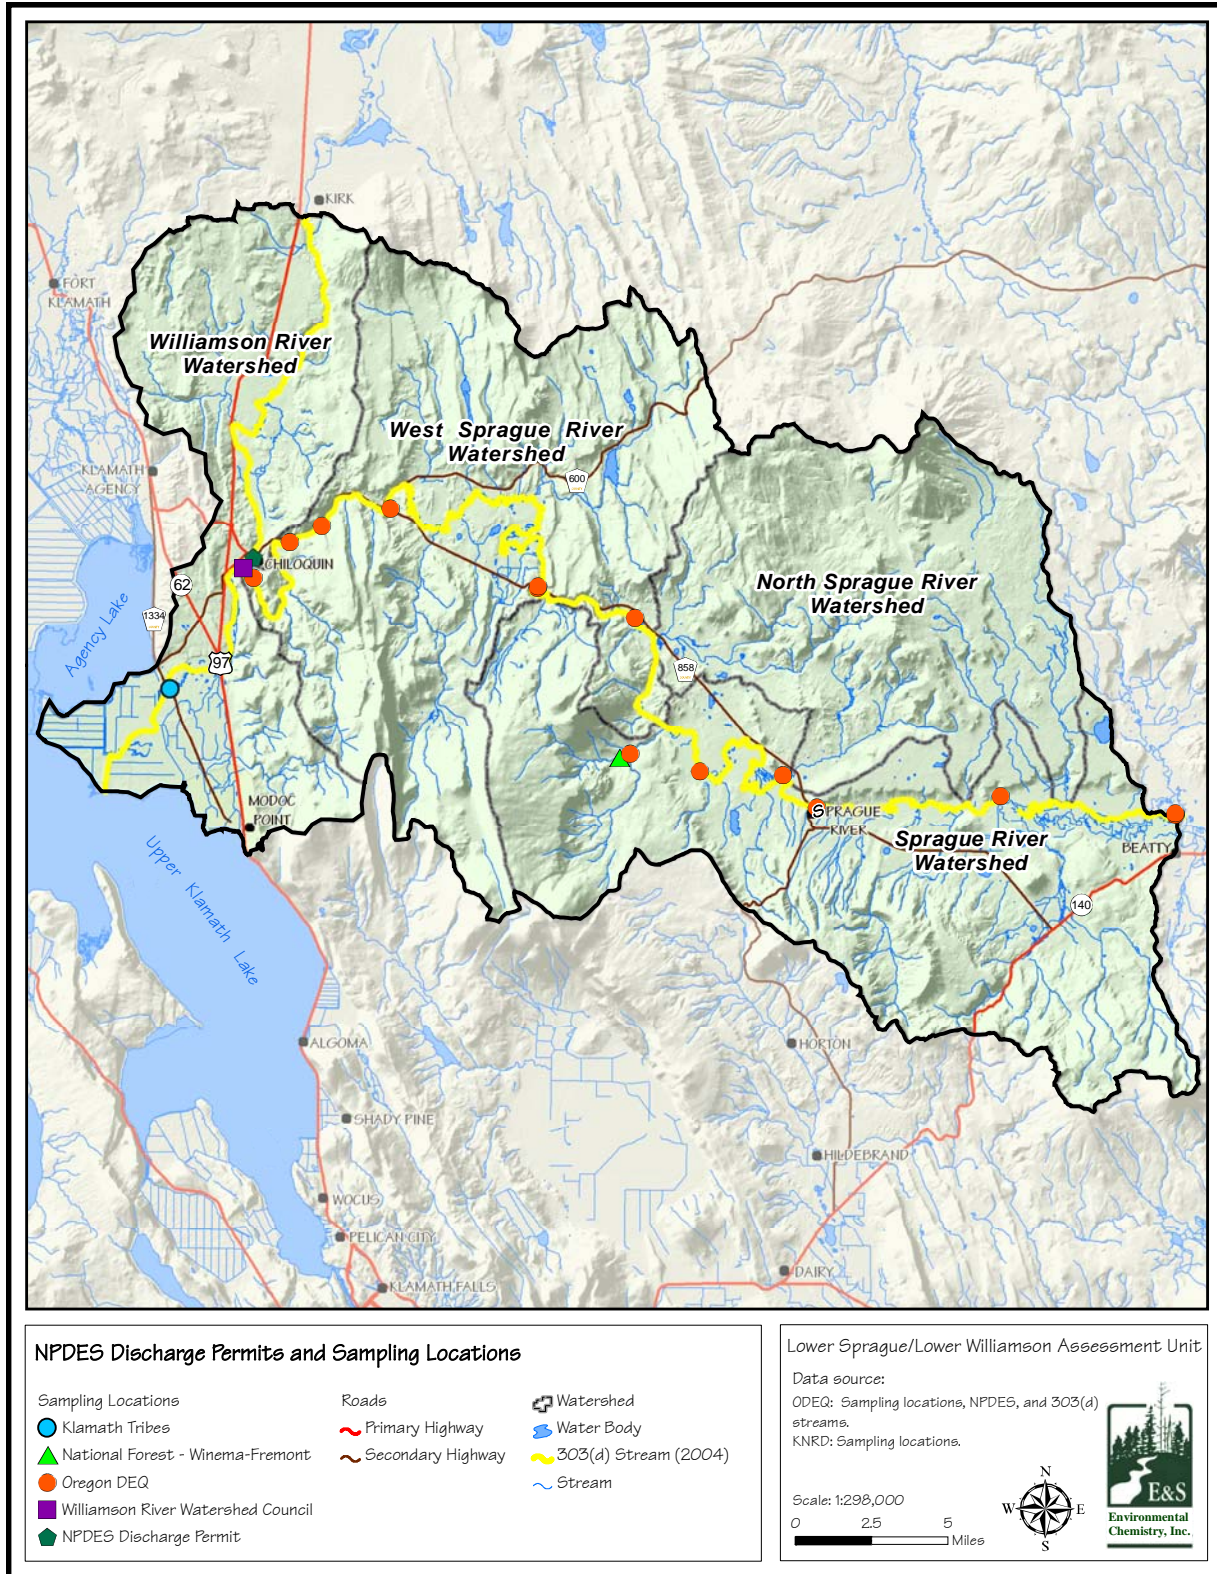 KIRK
FORT
KLAMATH
Williamson River
Watershed
West Sprague River
Watershed
KLAMATH
AGENCY
600
CHILOQUIN
North Sprague River
Watershed
62
1334
Agency Lake
97
858
MODOC
POINT
SPRAGUE
RIVER
Sprague River
Watershed
BEATTY
140
Upper Klamath Lake
ALGOMA
HORTON
SHADY PINE
HILDEBRAND
WOCUS
PELICAN CITY
DAIRY
KLAMATH FALLS
NPDES Discharge Permits and Sampling Locations
Sampling Locations
Klamath Tribes
National Forest - Winema-Fremont
Oregon DEQ
Williamson River Watershed Council
NPDES Discharge Permit
Roads
Primary Highway
Secondary Highway
Watershed
Water Body
303(d) Stream (2004)
Stream
Lower Sprague/Lower Williamson Assessment Unit
Data source:
ODEQ: Sampling locations, NPDES, and 303(d)
streams.
KNRD: Sampling locations.
Scale: 1:298,000
0 2.5 5
Miles
N
W E
S
E&S
Environmental
Chemistry, Inc.